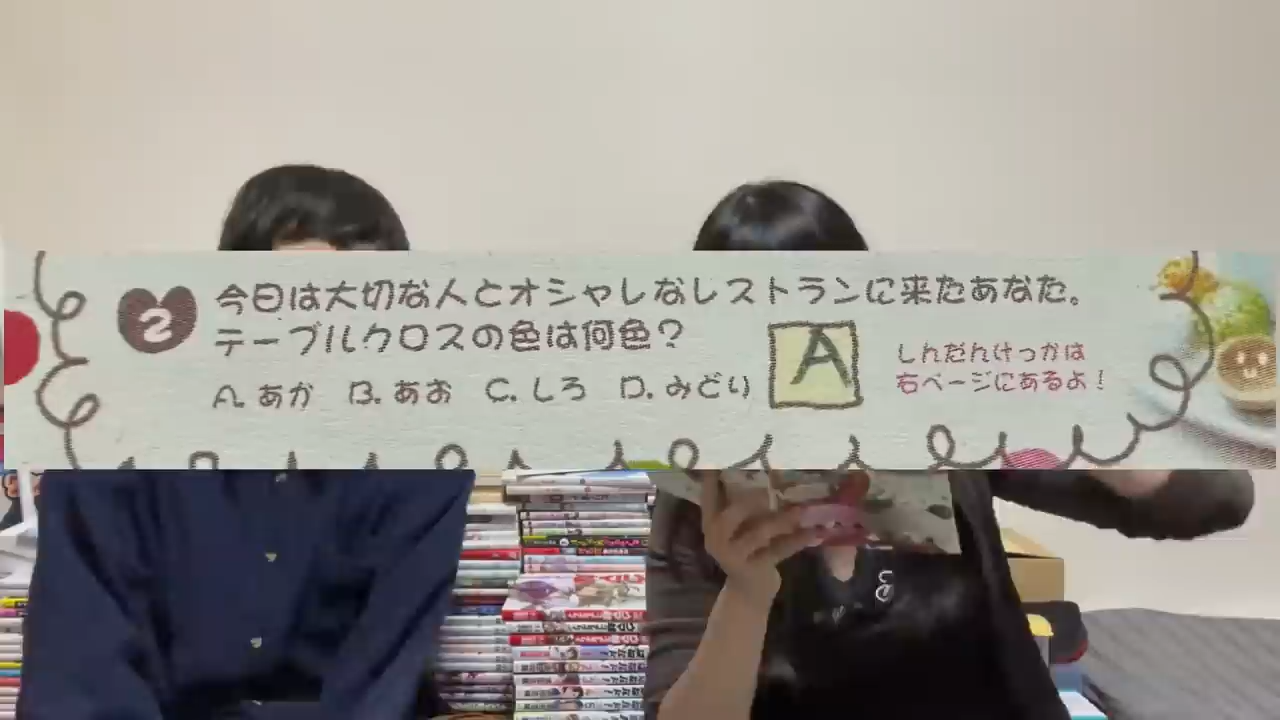 2
今日は大切な人とオシャレなレストランに来たあなた。
テーブルクロスの色は何色？
A. あか B. あお C. しろ D. みどり
A
しんだんけっかは
右ページにあるよ！